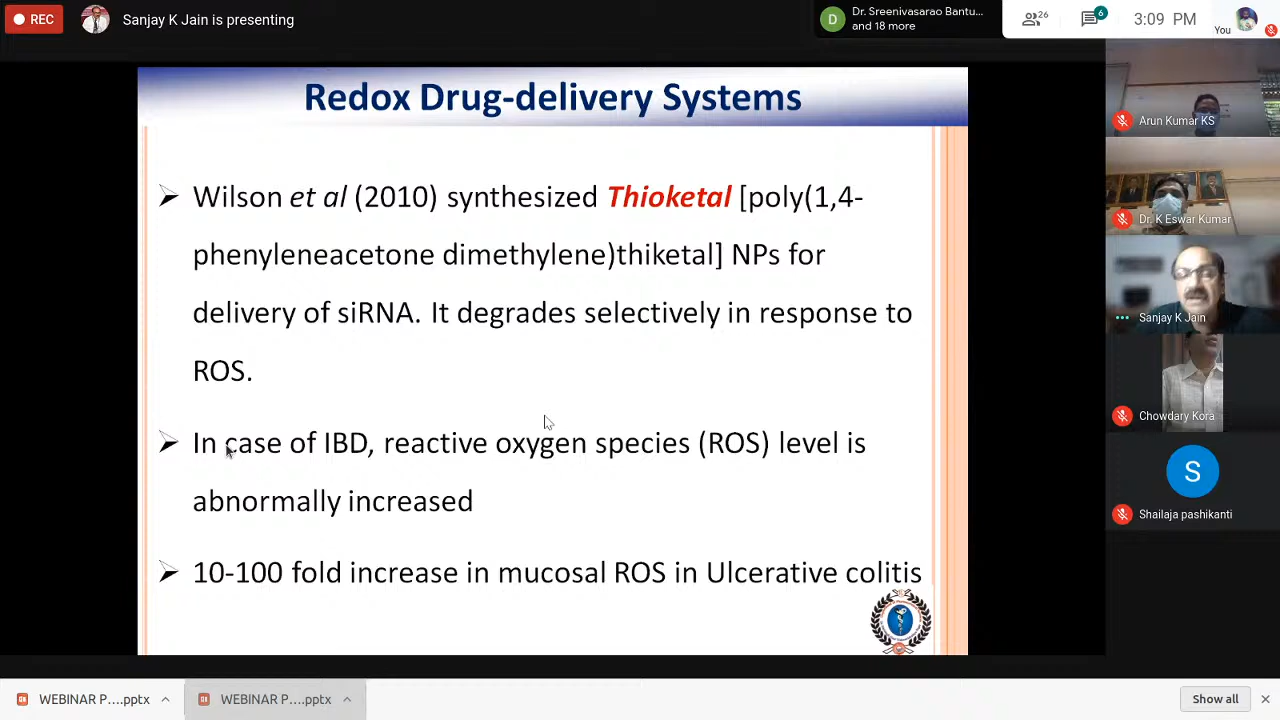 REC
Sanjay K Jain is presenting
D
Dr. Sreenivasarao Bantu...
and 18 more
26
6
3:09 PM
You
Redox Drug-delivery Systems
Wilson et al (2010) synthesized Thioketal [poly(1,4-
phenyleneacetone dimethylene)thiketal] NPs for
delivery of siRNA. It degrades selectively in response to
ROS.
In case of IBD, reactive oxygen species (ROS) level is
abnormally increased
10-100 fold increase in mucosal ROS in Ulcerative colitis
Arun Kumar KS
Dr. K Eswar Kumar
Sanjay K Jain
Chowdary Kora
S
Shailaja pashikanti
WEBINAR P....pptx
WEBINAR P....pptx
Show all